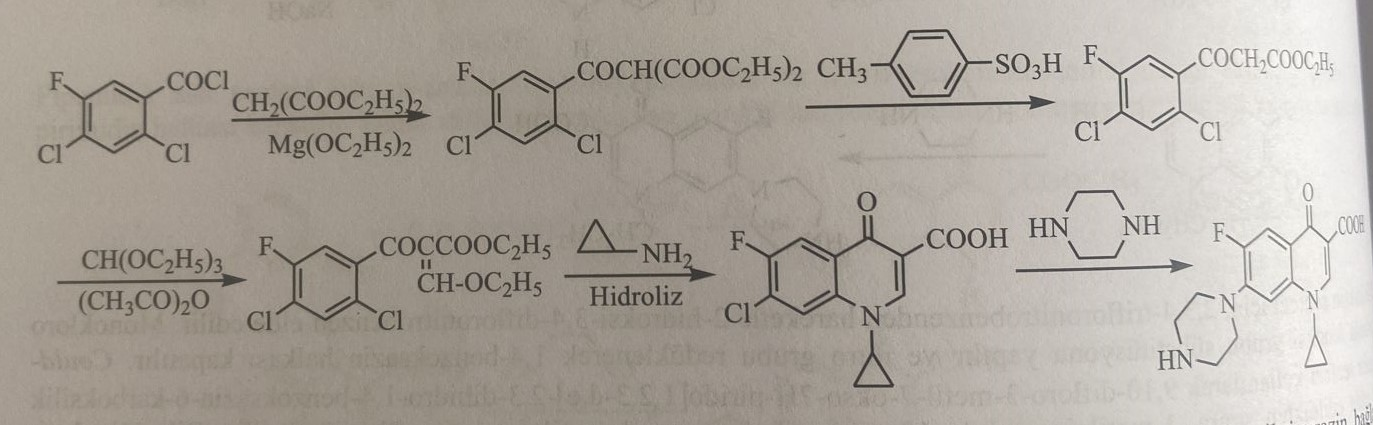 F COCl
Cl Cl
CH₂(COOC₂H₅)₂
Mg(OC₂H₅)₂
F COCH(COOC₂H₅)₂
Cl Cl
CH₃ SO₃H
F COCH₂COOC₂H₅
Cl Cl
CH(OC₂H₅)₃
(CH₃CO)₂O
F COCCOOC₂H₅
CH-OC₂H₅
Cl Cl
NH₂
Hidroliz
O
F COOH
Cl N
HN NH
O
F COOH
N N
HN